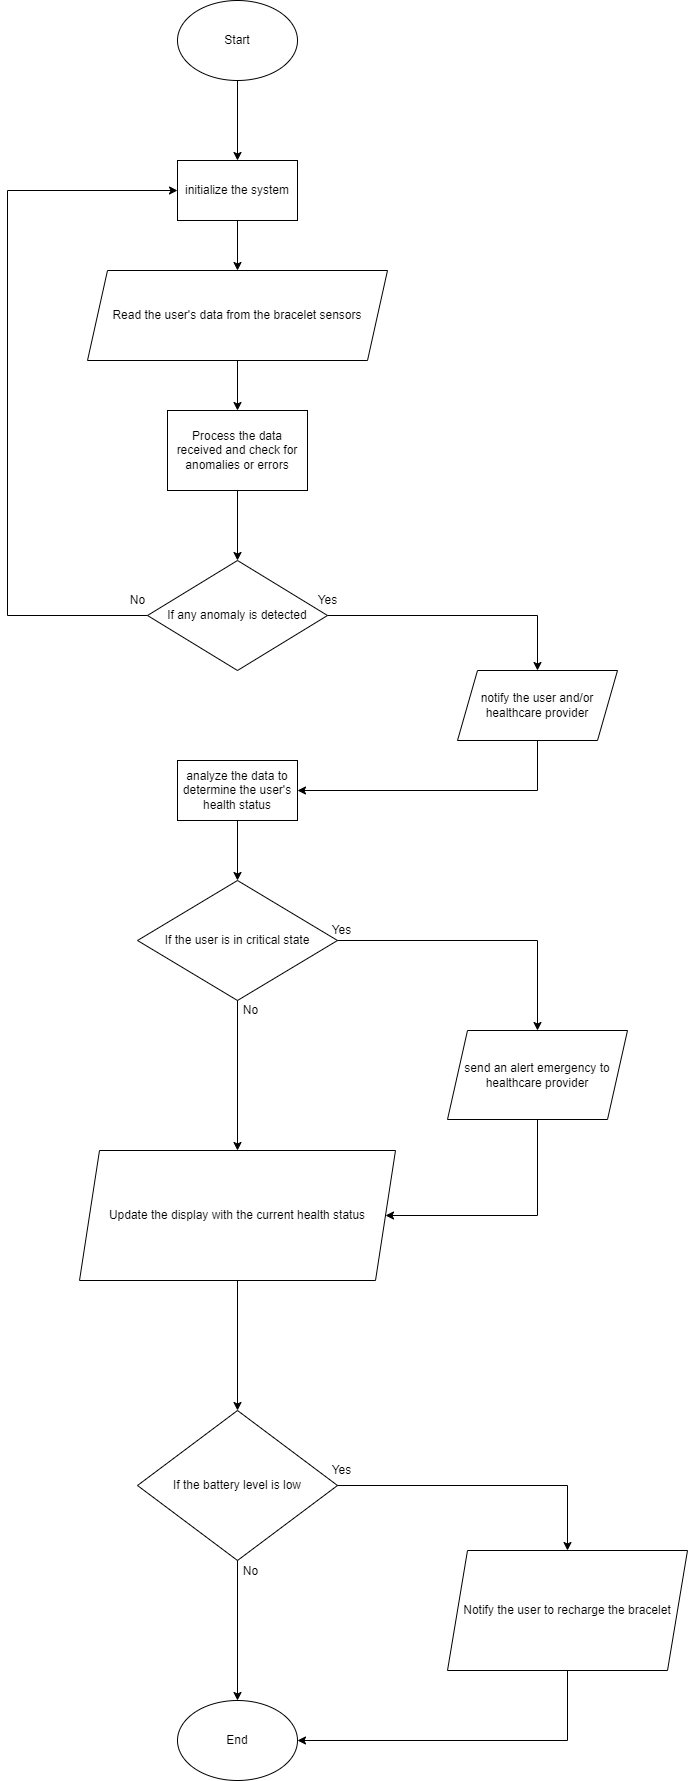 Start
initialize the system
Read the user's data from the bracelet sensors
Process the data
received and check for
anomalies or errors
No
Yes
If any anomaly is detected
notify the user and/or
healthcare provider
analyze the data to
determine the user's
health status
Yes
If the user is in critical state
No
send an alert emergency to
healthcare provider
Update the display with the current health status
Yes
If the battery level is low
No
Notify the user to recharge the bracelet
End